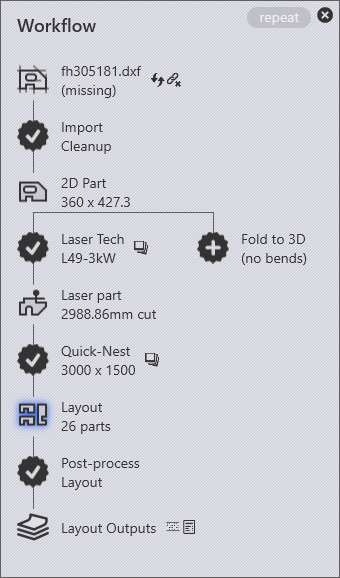 Workflow
repeat
fh305181.dxf
(missing)
Import
Cleanup
2D Part
360 x 427.3
Laser Tech
L49-3kW
Fold to 3D
(no bends)
Laser part
2988.86mm cut
Quick-Nest
3000 x 1500
Layout
26 parts
Post-process
Layout
Layout Outputs